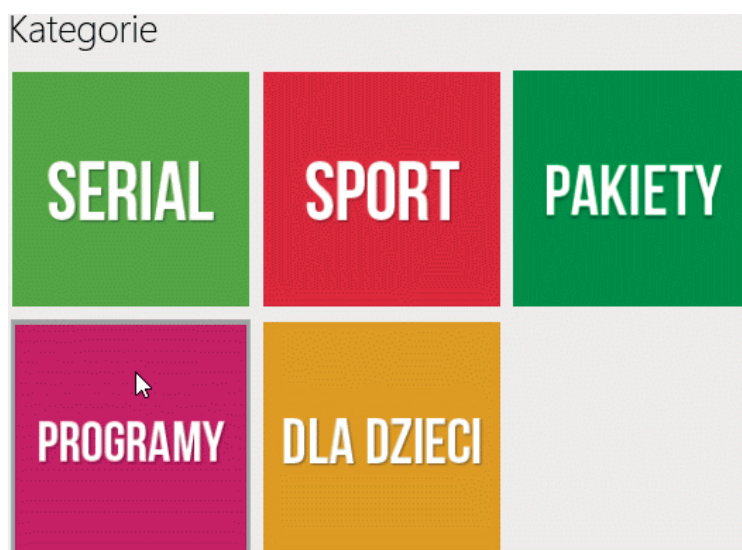 Kategorie
SERIAL
SPORT
PAKIETY
PROGRAMY
DLA DZIECI